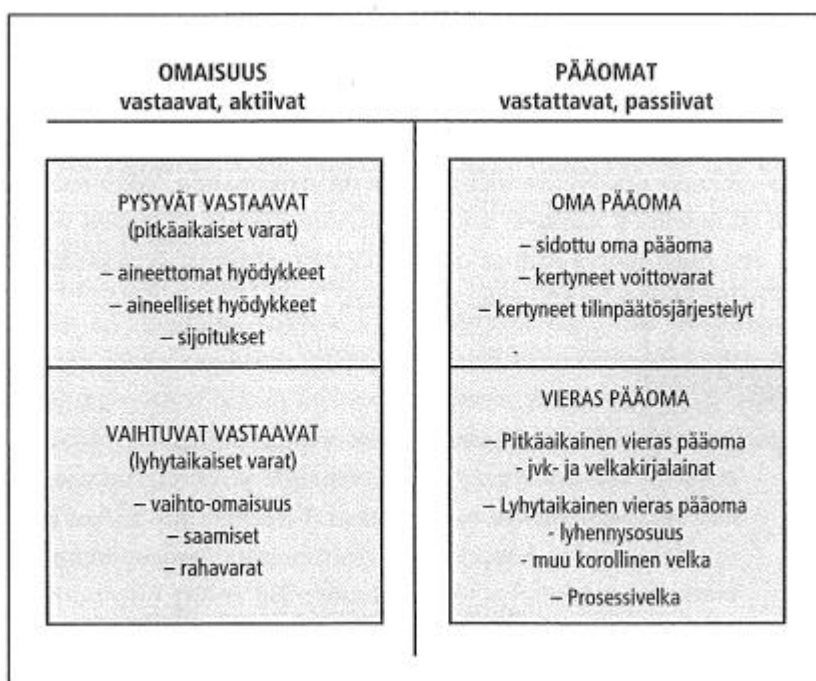 OMAISUUS
vastaavat, aktiivat
PÄÄOMAT
vastattavat, passiivat
PYSYVÄT VASTAAVAT
(pitkäaikaiset varat)
– aineettomat hyödykkeet
– aineelliset hyödykkeet
– sijoitukset
VAIHTUVAT VASTAAVAT
(lyhytaikaiset varat)
– vaihto-omaisuus
– saamiset
– rahavarat
OMA PÄÄOMA
– sidottu oma pääoma
– kertyneet voittovarat
– kertyneet tilinpäätösjärjestelyt
VIERAS PÄÄOMA
– Pitkäaikainen vieras pääoma
- jvk- ja velkakirjalainat
– Lyhytaikainen vieras pääoma
- lyhennysosuus
- muu korollinen velka
– Prosessivelka